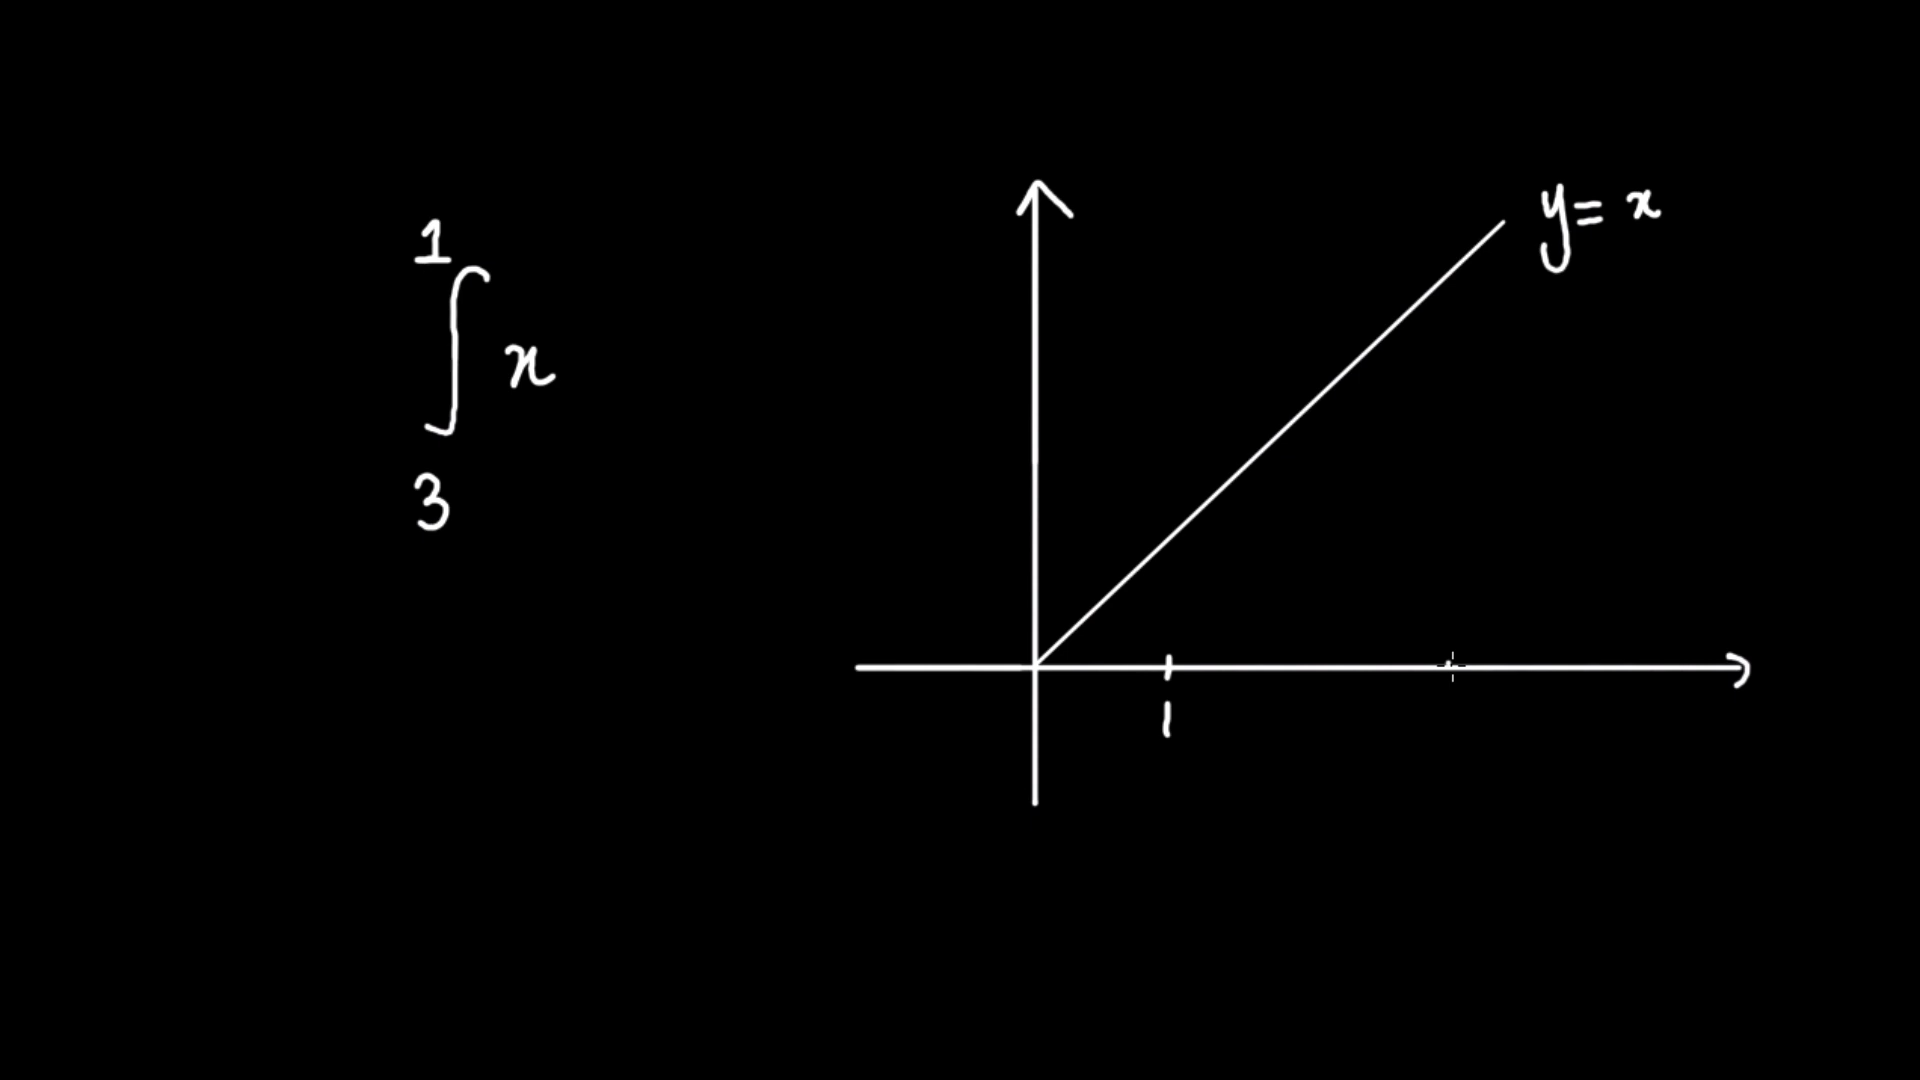 1
∫ x
3
y = x
1